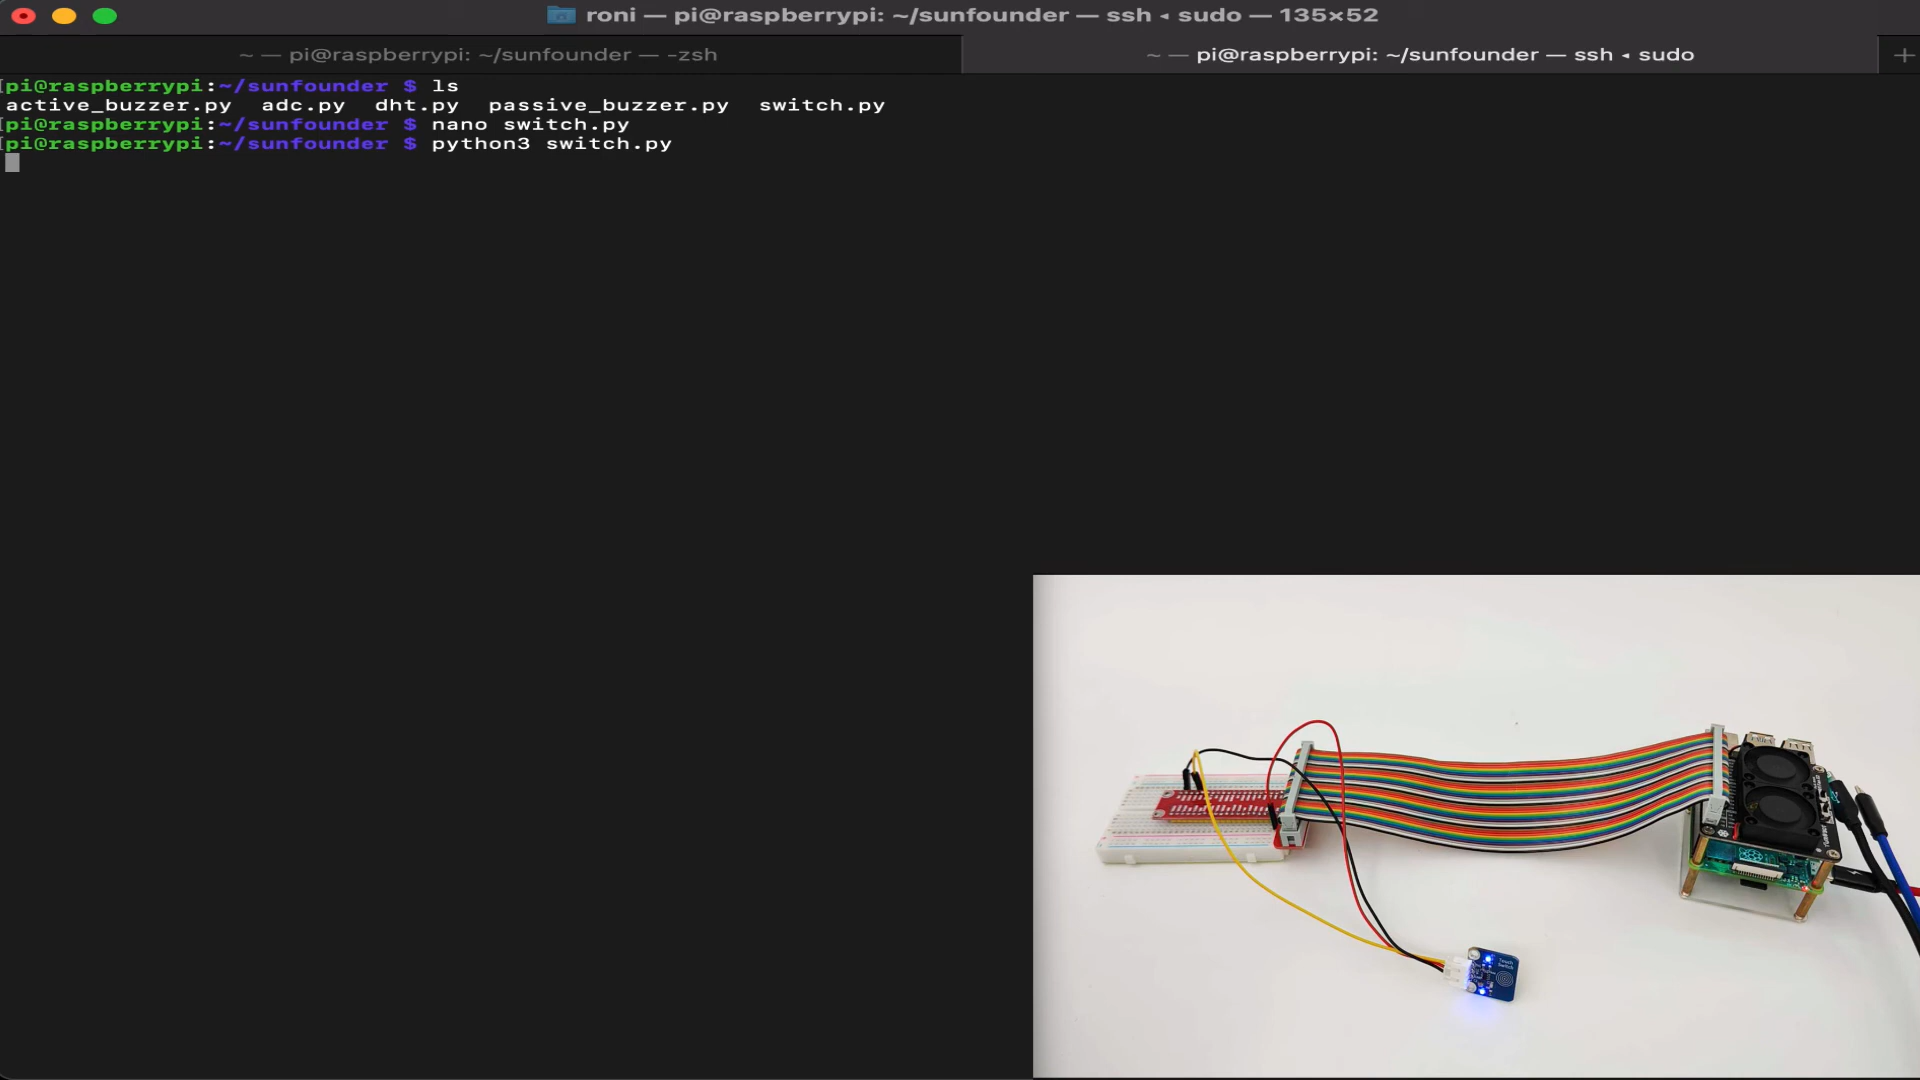 roni — pi@raspberrypi: ~/sunfounder — ssh ◂ sudo — 135×52
~ — pi@raspberrypi: ~/sunfounder — -zsh
~ — pi@raspberrypi: ~/sunfounder — ssh ◂ sudo
[pi@raspberrypi:~/sunfounder $ ls
active_buzzer.py  adc.py  dht.py  passive_buzzer.py  switch.py
[pi@raspberrypi:~/sunfounder $ nano switch.py
[pi@raspberrypi:~/sunfounder $ python3 switch.py
Touch
Switch